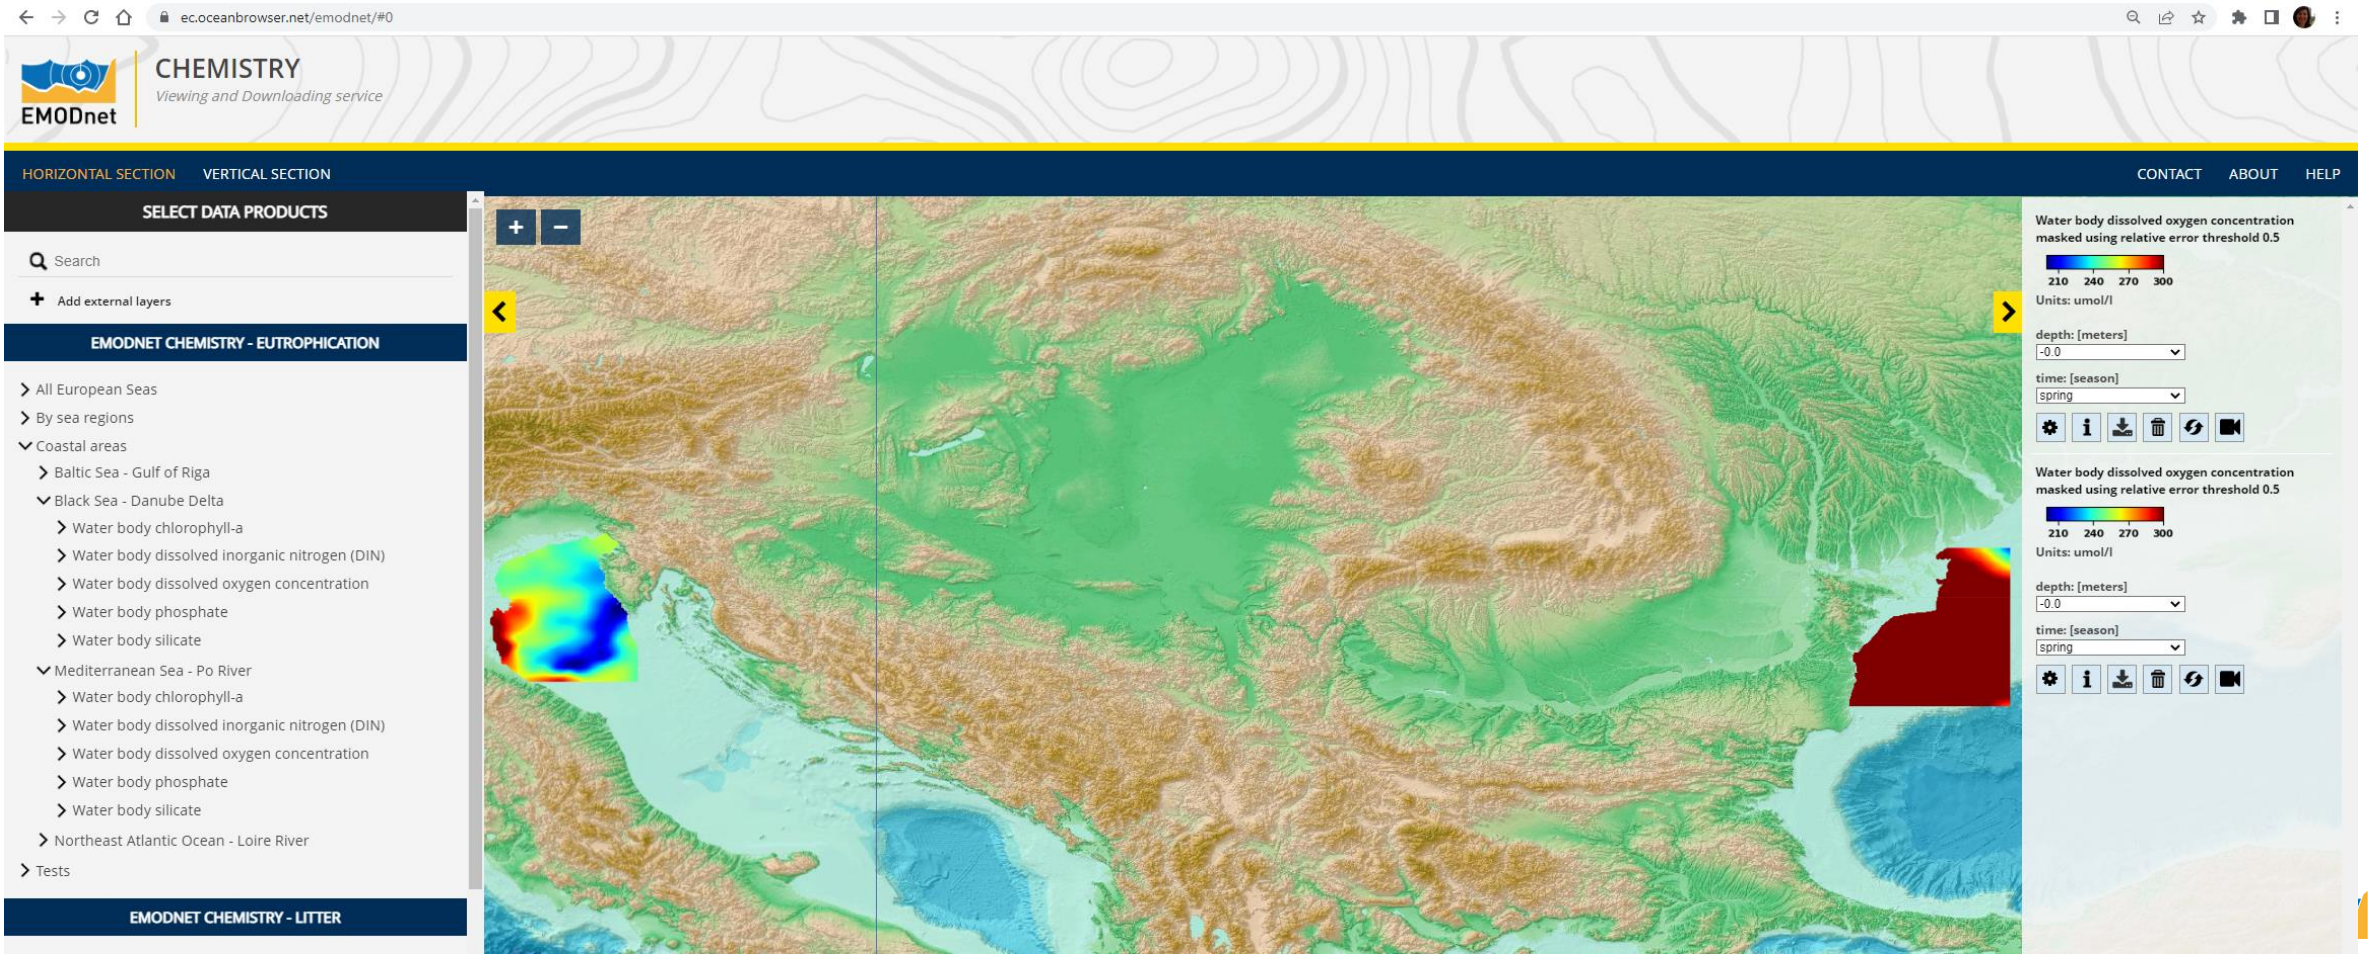 ec.oceanbrowser.net/emodnet/#0
EMODnet
CHEMISTRY
Viewing and Downloading service
HORIZONTAL SECTION
VERTICAL SECTION
CONTACT
ABOUT
HELP
SELECT DATA PRODUCTS
Search
Add external layers
EMODNET CHEMISTRY - EUTROPHICATION
All European Seas
By sea regions
Coastal areas
Baltic Sea - Gulf of Riga
Black Sea - Danube Delta
Water body chlorophyll-a
Water body dissolved inorganic nitrogen (DIN)
Water body dissolved oxygen concentration
Water body phosphate
Water body silicate
Mediterranean Sea - Po River
Water body chlorophyll-a
Water body dissolved inorganic nitrogen (DIN)
Water body dissolved oxygen concentration
Water body phosphate
Water body silicate
Northeast Atlantic Ocean - Loire River
Tests
EMODNET CHEMISTRY - LITTER
Water body dissolved oxygen concentration
masked using relative error threshold 0.5
210 240 270 300
Units: umol/l
depth: [meters]
-0.0
time: [season]
spring
Water body dissolved oxygen concentration
masked using relative error threshold 0.5
210 240 270 300
Units: umol/l
depth: [meters]
-0.0
time: [season]
spring